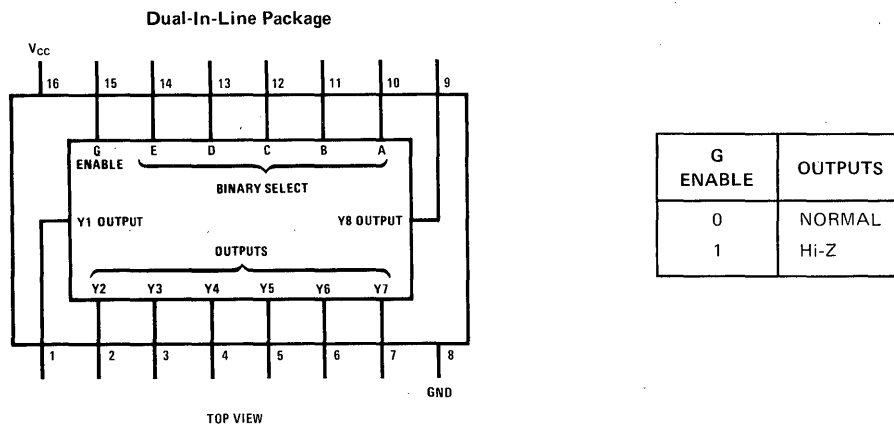 Dual-In-Line Package
VCC
16 15 14 13 12 11 10 9
G E D C B A
ENABLE
BINARY SELECT
Y1 OUTPUT Y8 OUTPUT
OUTPUTS
Y2 Y3 Y4 Y5 Y6 Y7
1 2 3 4 5 6 7 8
GND
TOP VIEW
G
ENABLE OUTPUTS
0 NORMAL
1 Hi-Z